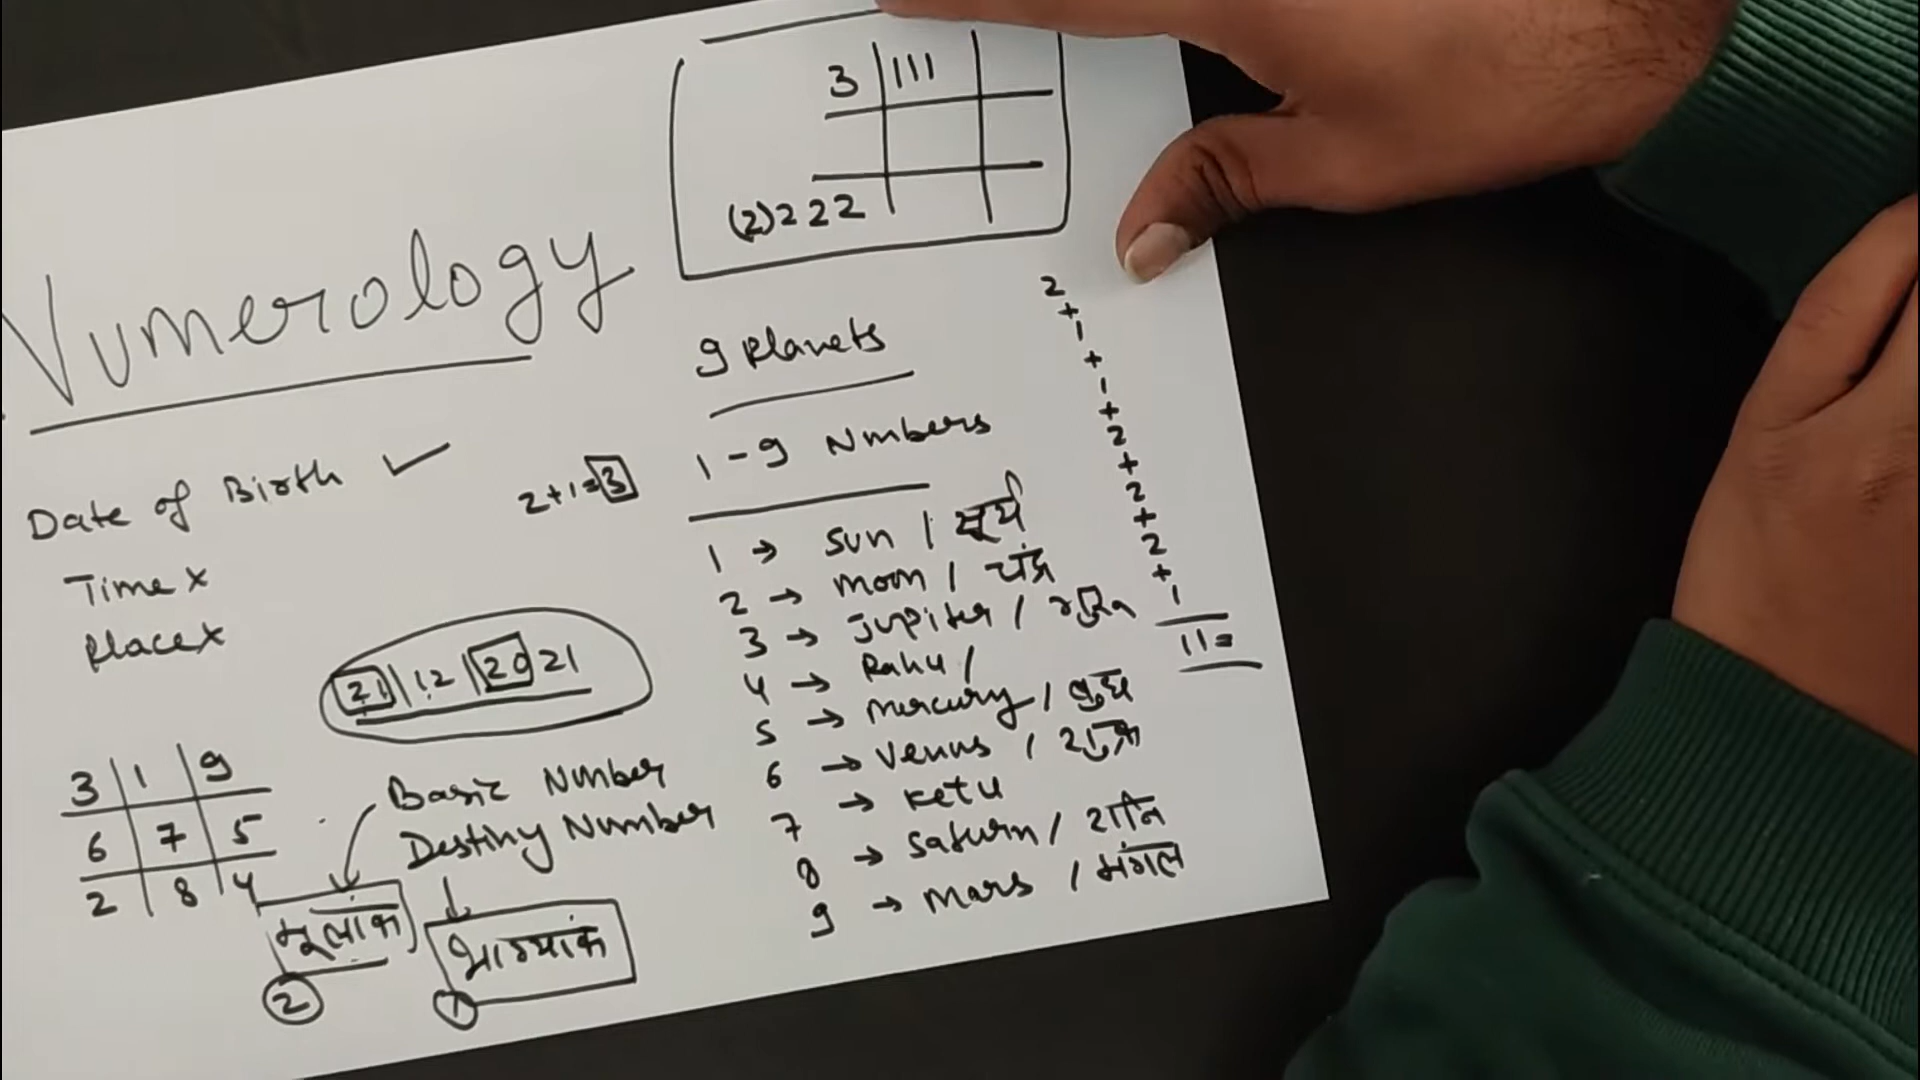 3 | 111 |
(2)222
Numerology
9 Planets
1-9 Numbers
Date of Birth ✓
Time x
Place x
2+1=3
21|12|2021
1 → Sun / सूर्य
2 → moon / चंद्र
3 → Jupiter /
4 → Rahu /
5 → mercury / बुध
6 → Venus / शुक्र
7 → Ketu
8 → Saturn / शनि
9 → Mars / मंगल
2
+
1
+
1
+
2
+
2
+
2
+
1
11=
3 | 1 | 9
6 | 7 | 5
2 | 8 | 4
Basic Number
Destiny Number
मूलांक
भाग्यांक
2
1